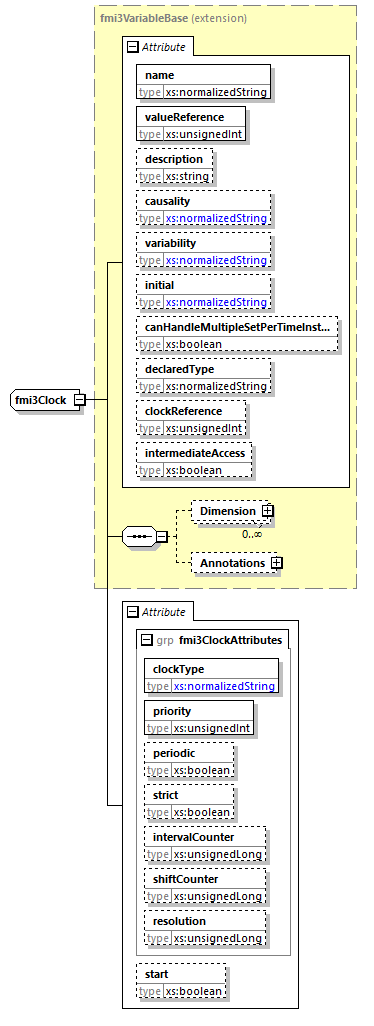 fmi3VariableBase (extension)
Attribute
name
type xs:normalizedString
valueReference
type xs:unsignedInt
description
type xs:string
causality
type xs:normalizedString
variability
type xs:normalizedString
initial
type xs:normalizedString
canHandleMultipleSetPerTimeInst...
type xs:boolean
declaredType
type xs:normalizedString
fmi3Clock
clockReference
type xs:unsignedInt
intermediateAccess
type xs:boolean
Dimension
0..∞
Annotations
Attribute
grp fmi3ClockAttributes
clockType
type xs:normalizedString
priority
type xs:unsignedInt
periodic
type xs:boolean
strict
type xs:boolean
intervalCounter
type xs:unsignedLong
shiftCounter
type xs:unsignedLong
resolution
type xs:unsignedLong
start
type xs:boolean